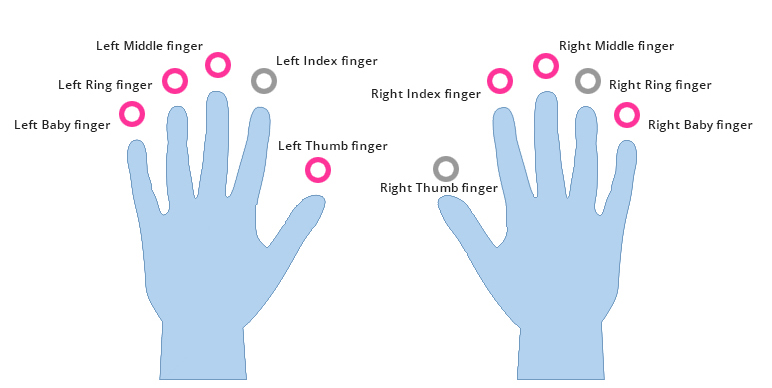 Left Middle finger
Left Index finger
Left Ring finger
Left Baby finger
Left Thumb finger
Right Middle finger
Right Index finger
Right Ring finger
Right Baby finger
Right Thumb finger